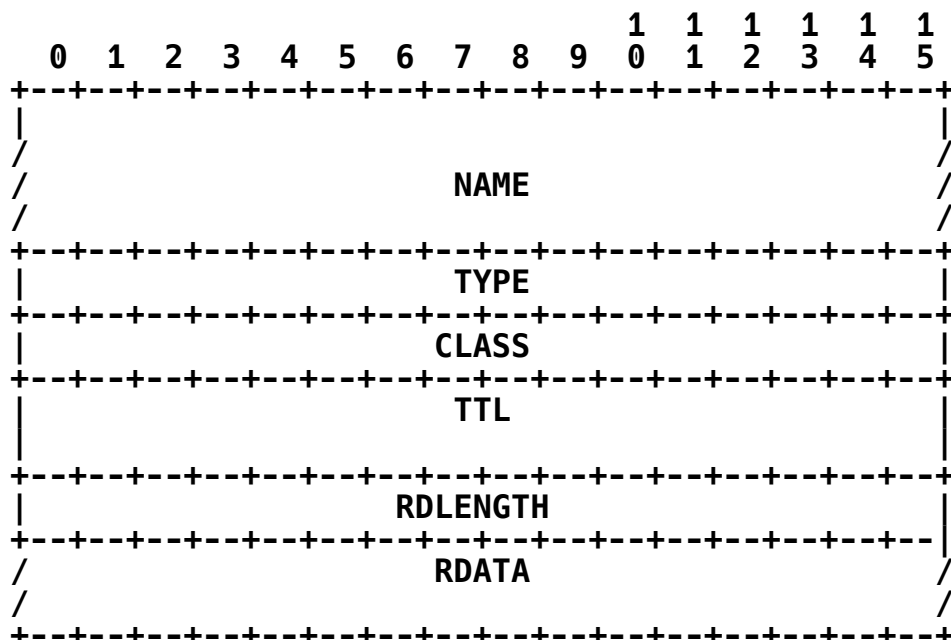 1  1  1  1  1  1
  0  1  2  3  4  5  6  7  8  9  0  1  2  3  4  5
+--+--+--+--+--+--+--+--+--+--+--+--+--+--+--+--+
|                                               |
/                                               /
/                      NAME                     /
/                                               /
+--+--+--+--+--+--+--+--+--+--+--+--+--+--+--+--+
|                      TYPE                     |
+--+--+--+--+--+--+--+--+--+--+--+--+--+--+--+--+
|                     CLASS                     |
+--+--+--+--+--+--+--+--+--+--+--+--+--+--+--+--+
|                      TTL                      |
|                                               |
+--+--+--+--+--+--+--+--+--+--+--+--+--+--+--+--+
|                   RDLENGTH                    |
+--+--+--+--+--+--+--+--+--+--+--+--+--+--+--+--|
/                     RDATA                     /
/                                               /
+--+--+--+--+--+--+--+--+--+--+--+--+--+--+--+--+